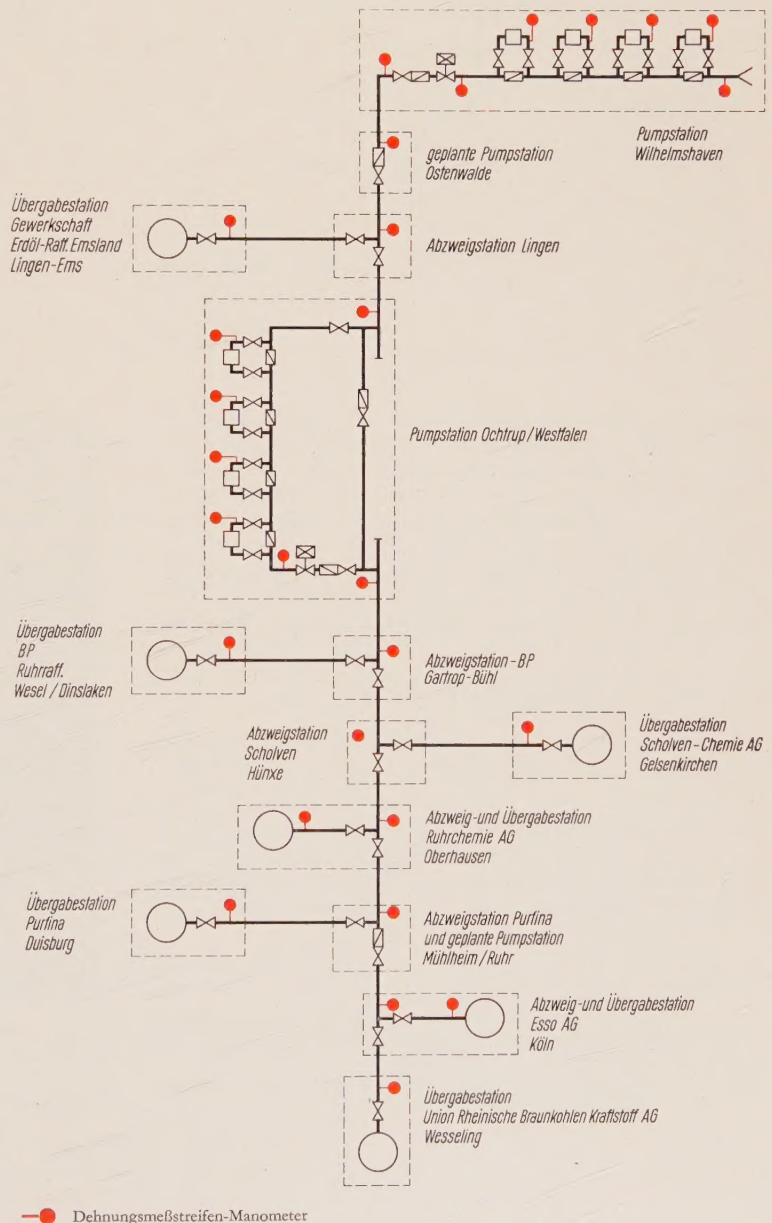 Pumpstation
Wilhelmshaven
geplante Pumpstation
Ostenwalde
Übergabestation
Gewerkschaft
Erdöl-Raff. Emsland
Lingen-Ems
Abzweigstation Lingen
Pumpstation Ochtrup/Westfalen
Übergabestation
BP
Ruhrraff.
Wesel / Dinslaken
Abzweigstation-BP
Gartrop-Bühl
Abzweigstation
Scholven
Hünxe
Übergabestation
Scholven-Chemie AG
Gelsenkirchen
Abzweig-und Übergabestation
Ruhrchemie AG
Oberhausen
Übergabestation
Purfina
Duisburg
Abzweigstation Purfina
und geplante Pumpstation
Mühlheim/Ruhr
Abzweig-und Übergabestation
Esso AG
Köln
Übergabestation
Union Rheinische Braunkohlen Kraftstoff AG
Wesseling
Dehnungsmeßstreifen-Manometer